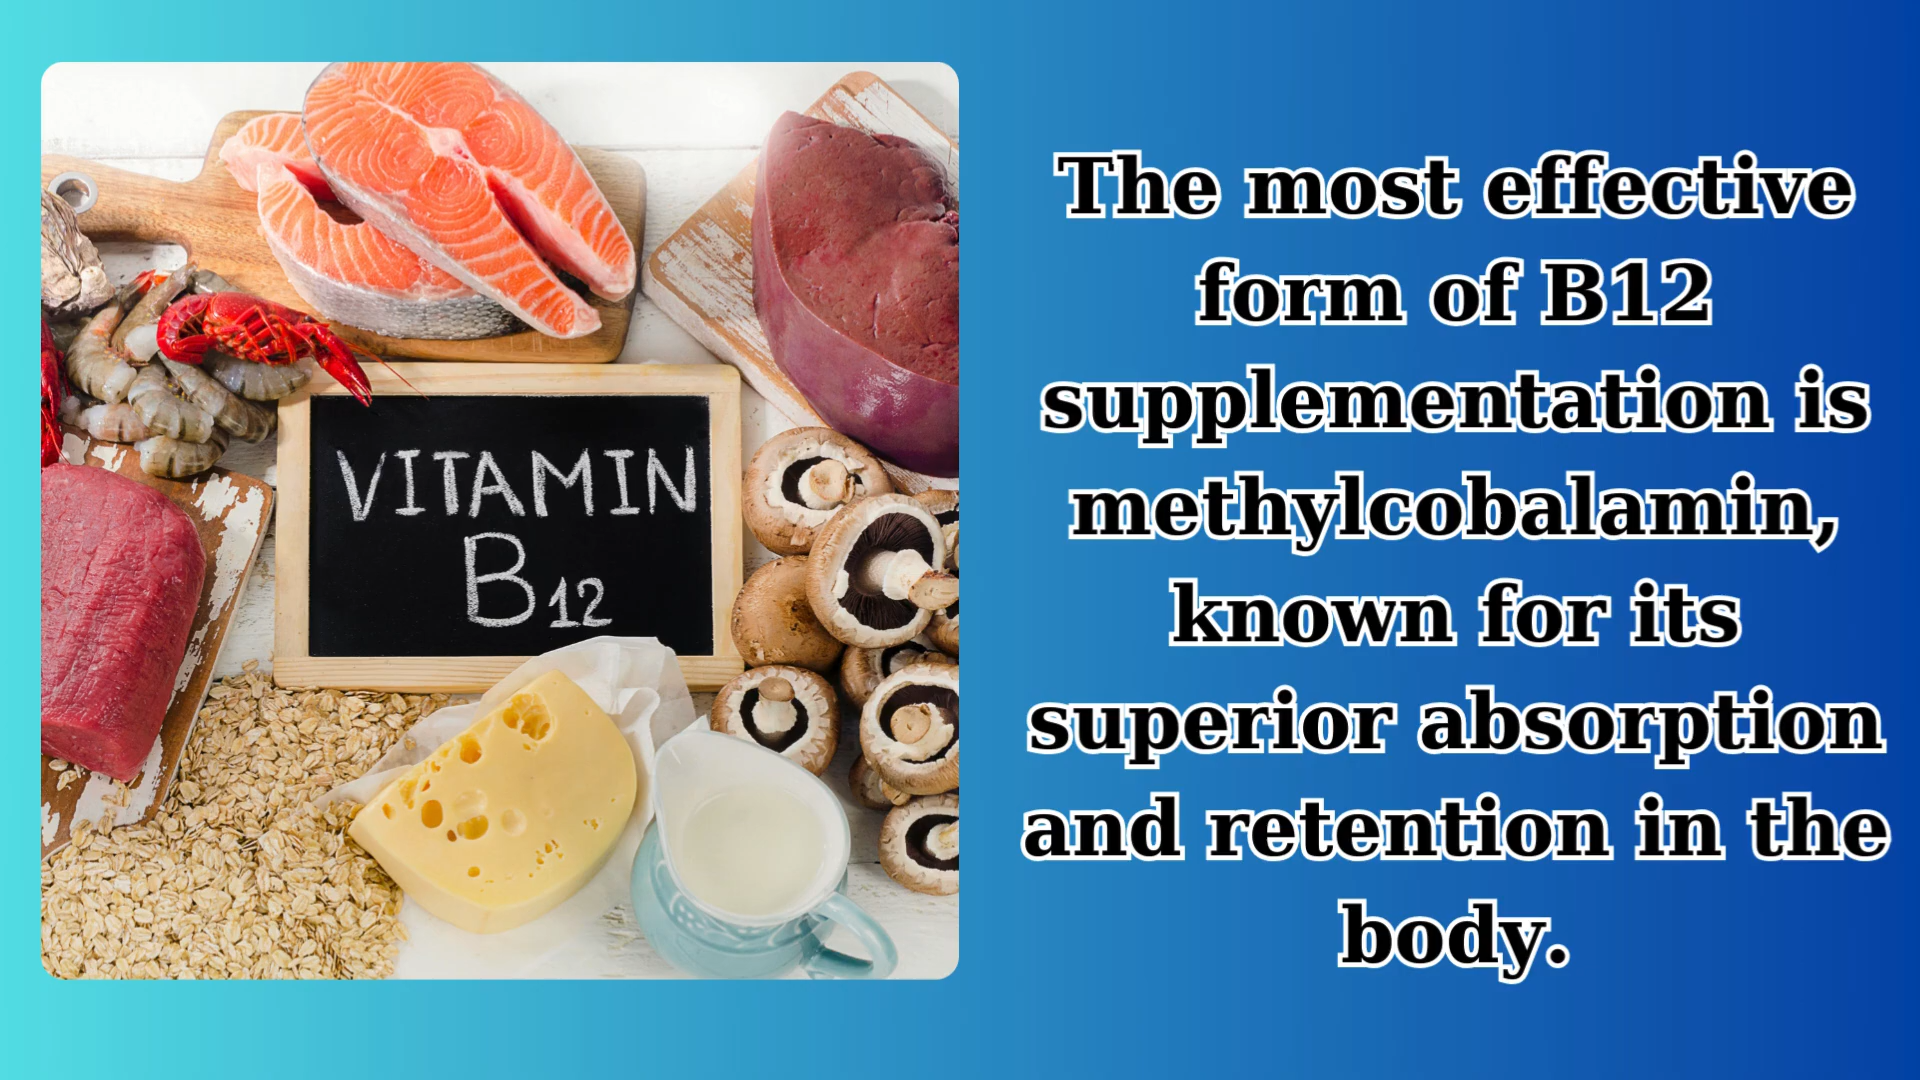 VITAMIN
B12
The most effective
form of B12
supplementation is
methylcobalamin,
known for its
superior absorption
and retention in the
body.